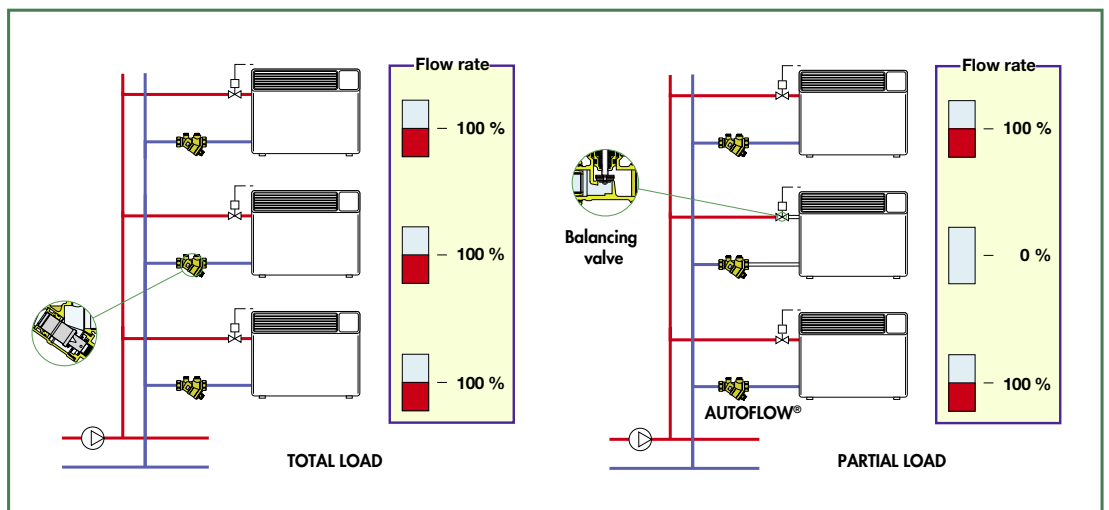 Flow rate
100 %
100 %
100 %
TOTAL LOAD
Flow rate
100 %
Balancing
valve
0 %
100 %
AUTOFLOW®
PARTIAL LOAD